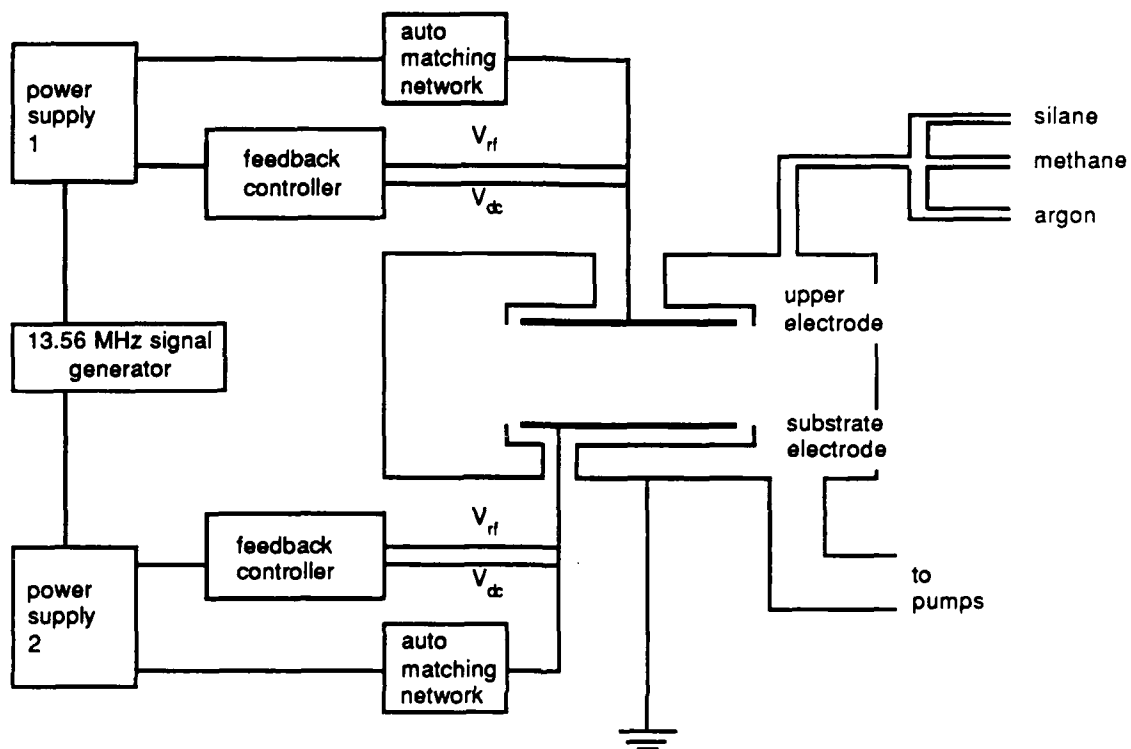 power
supply
1
auto
matching
network
feedback
controller
V_rf
V_dc
silane
methane
argon
upper
electrode
13.56 MHz signal
generator
substrate
electrode
feedback
controller
V_rf
V_dc
power
supply
2
auto
matching
network
to
pumps